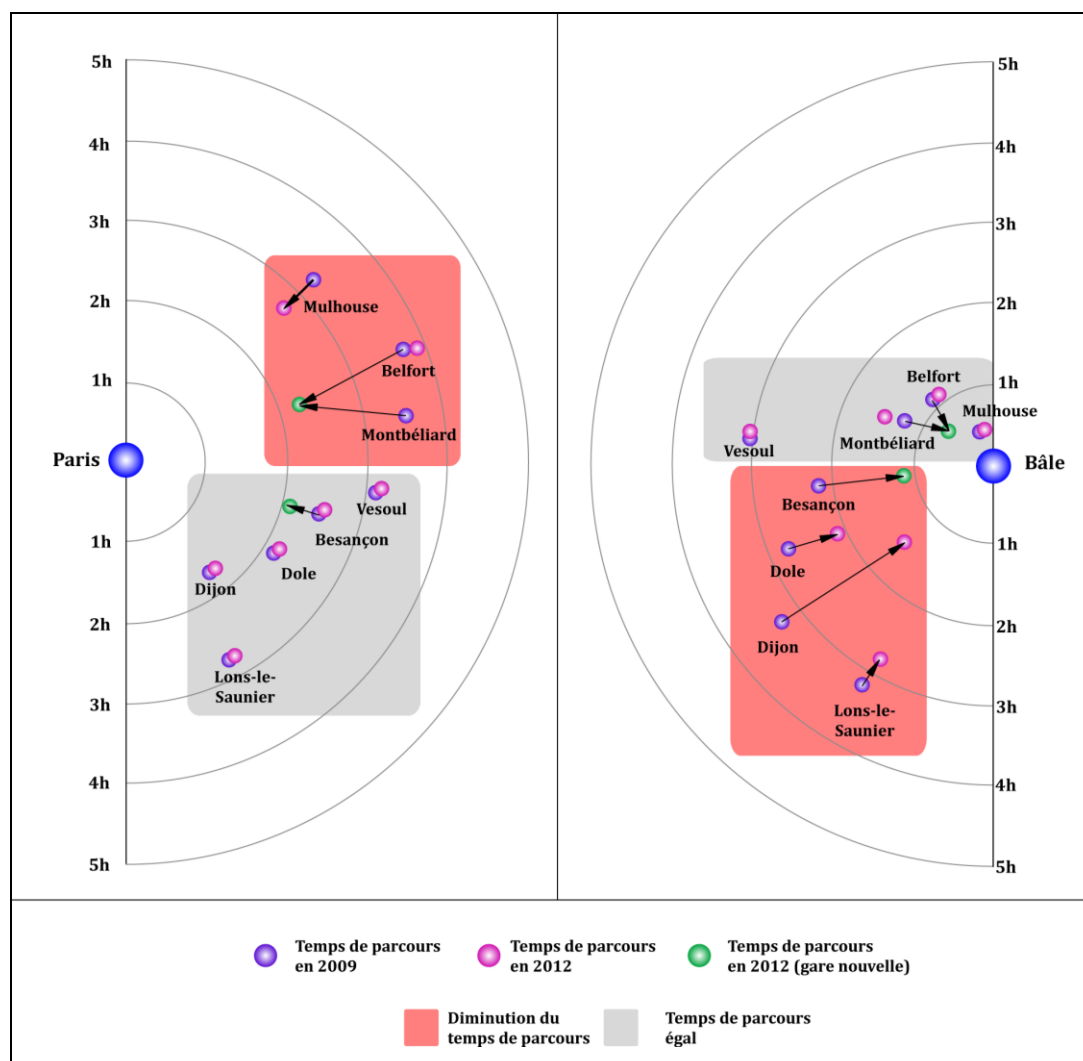 5h
4h
3h
2h
1h
Mulhouse
Belfort
Montbéliard
Paris
Vesoul
Besançon
1h
Dole
Dijon
2h
Lons-le-
Saunier
3h
4h
5h
5h
4h
3h
2h
1h
Belfort
Mulhouse
Montbéliard
Vesoul
Bâle
Besançon
1h
Dole
2h
Dijon
3h
Lons-le-
Saunier
4h
5h
Temps de parcours
en 2009
Temps de parcours
en 2012
Temps de parcours
en 2012 (gare nouvelle)
Diminution du
temps de parcours
Temps de parcours
égal